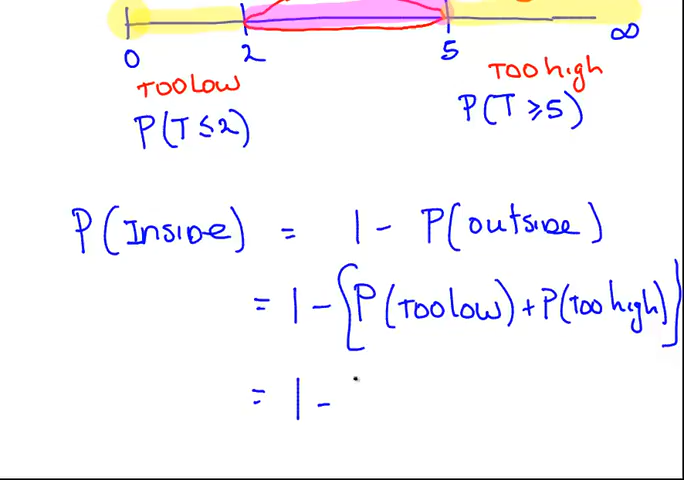 0 2 5 ∞
TOO LOW TOO high
P(T ≤ 2) P(T ≥ 5)
P(INSIDE) = 1 - P(OUTSIDE)
= 1 - [P(TOO LOW) + P(TOO high)]
= 1 -